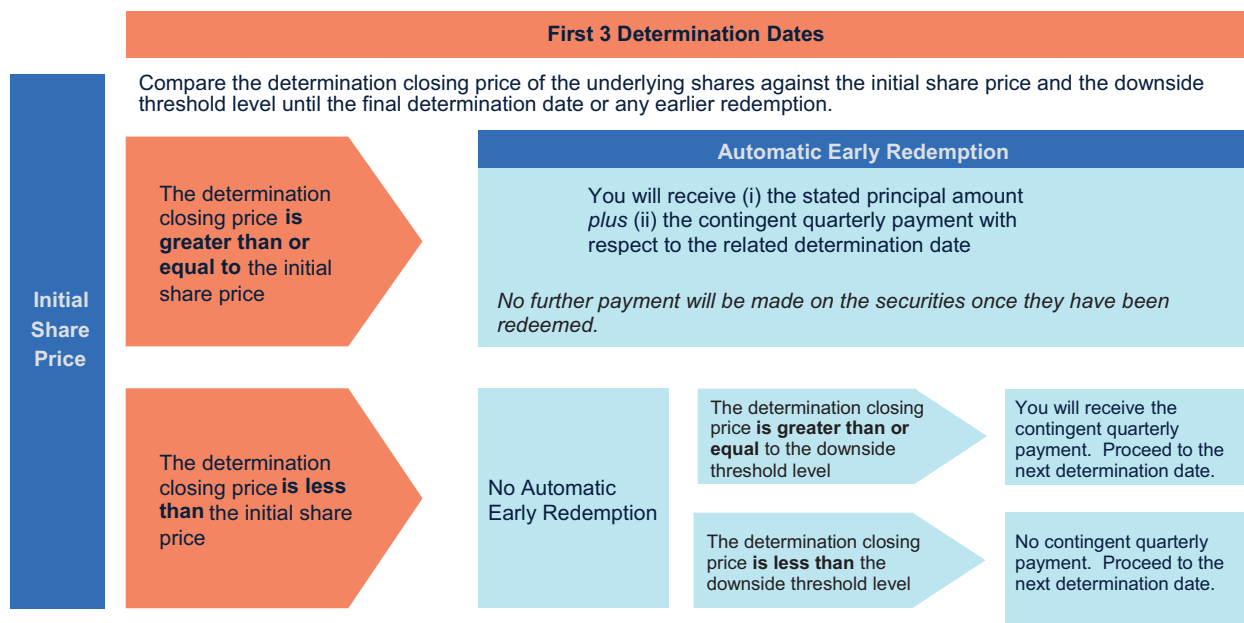 First 3 Determination Dates
Compare the determination closing price of the underlying shares against the initial share price and the downside
threshold level until the final determination date or any earlier redemption.
Initial
Share
Price
The determination
closing price is
greater than or
equal to the initial
share price
Automatic Early Redemption
You will receive (i) the stated principal amount
plus (ii) the contingent quarterly payment with
respect to the related determination date
No further payment will be made on the securities once they have been
redeemed.
The determination
closing price is less
than the initial share
price
No Automatic
Early Redemption
The determination closing
price is greater than or
equal to the downside
threshold level
You will receive the
contingent quarterly
payment.  Proceed to the
next determination date.
The determination closing
price is less than the
downside threshold level
No contingent quarterly
payment.  Proceed to the
next determination date.